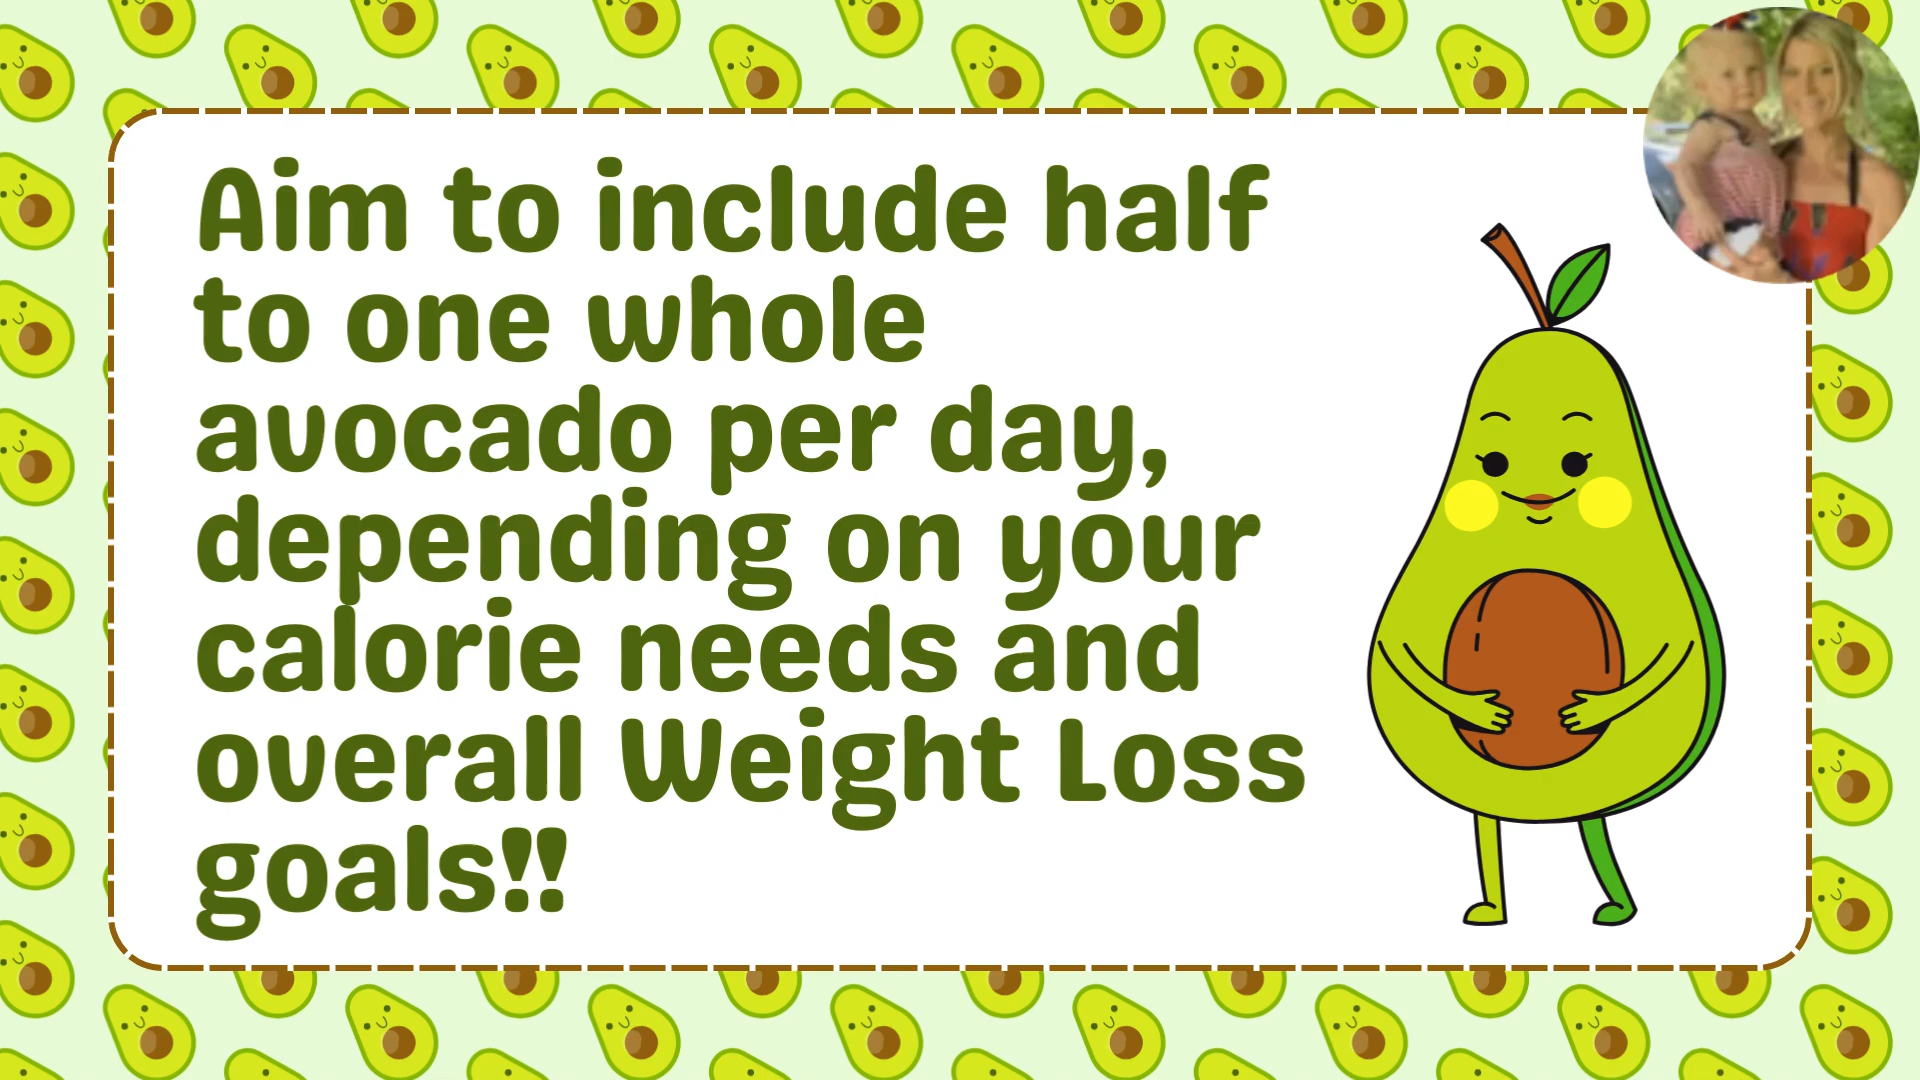 Aim to include half
to one whole
avocado per day,
depending on your
calorie needs and
overall Weight Loss
goals!!